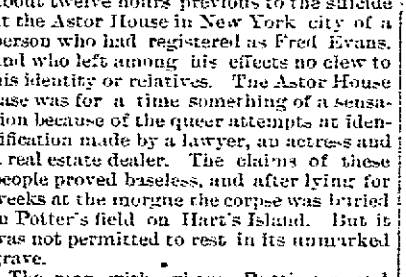 about twelve hours previous to the suicide
at the Astor House in New York city of a
person who had registered as Fred Evans,
and who left among his effects no clew to
his identity or relatives. The Astor House
case was for a time something of a sensa-
tion because of the queer attempts at iden-
tification made by a lawyer, an actress and
a real estate dealer. The claims of these
people proved baseless, and after lying for
weeks at the morgue the corpse was buried
in Potter's field on Hart's Island. But it
was not permitted to rest in its unmarked
grave.
The man with whom